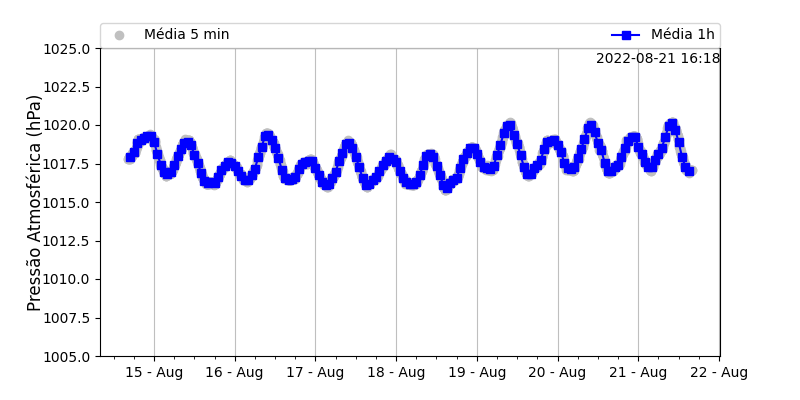 Média 5 min
Média 1h
2022-08-21 16:18
Pressão Atmosférica (hPa)
1025.0
1022.5
1020.0
1017.5
1015.0
1012.5
1010.0
1007.5
1005.0
15 - Aug
16 - Aug
17 - Aug
18 - Aug
19 - Aug
20 - Aug
21 - Aug
22 - Aug